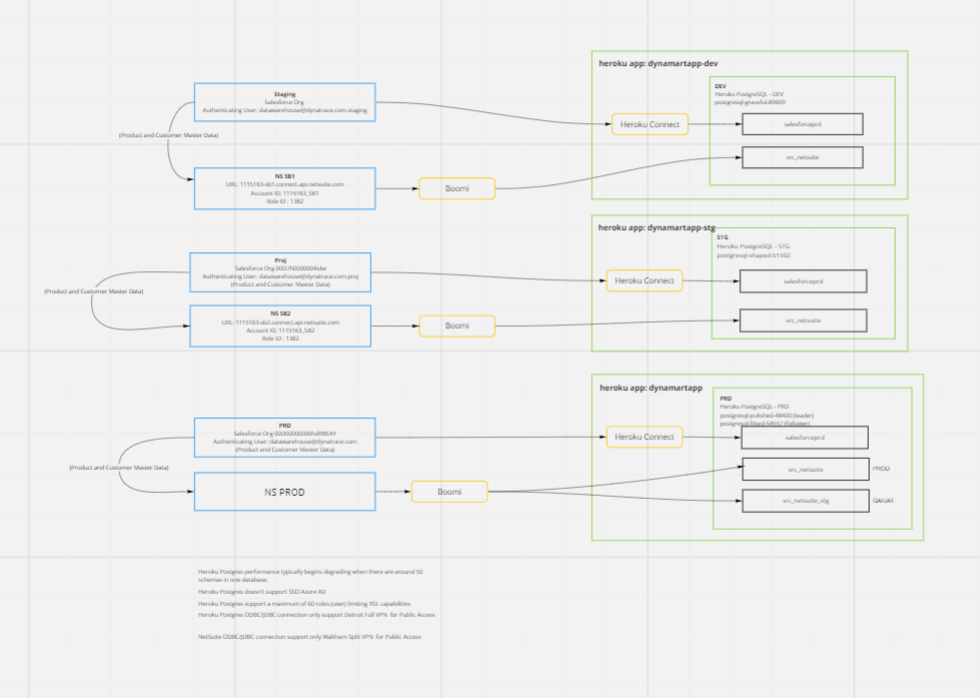 heroku app: dynamartapp-dev
Staging
Salesforce Org
Authenticating User: datawarehouse@dynatrace.com.staging
DEV
Heroku PostgreSQL - DEV
Heroku Connect
salesforceprd
(Product and Customer Master Data)
src_netsuite
NS SB1
URL: 1115163-sb1.connect.api.netsuite.com
Account ID: 1115163_SB1
Role ID : 1382
Boomi
heroku app: dynamartapp-stg
STG
Heroku PostgreSQL - STG
postgresql-shaped-51502
Proj
Salesforce Org
Authenticating User: datawarehouse@dynatrace.com.proj
(Product and Customer Master Data)
Heroku Connect
salesforceprd
(Product and Customer Master Data)
NS SB2
URL: 1115163-sb2.connect.api.netsuite.com
Account ID: 1115163_SB2
Role ID : 1382
Boomi
src_netsuite
heroku app: dynamartapp
PRD
Heroku PostgreSQL - PRD
postgresql-polished-48400 (leader)
(follower)
PRD
Salesforce Org
Authenticating User: datawarehouse@dynatrace.com
(Product and Customer Master Data)
Heroku Connect
salesforceprd
(Product and Customer Master Data)
src_netsuite
PROD
NS PROD
Boomi
src_netsuite_stg
QA/UAT
Heroku Postgres performance typically begins degrading when there are around 50
schemas in one database.
Heroku Postgres doesn't support SSO Azure AD
Heroku Postgres support a maximum of 60 roles (user) limiting RSL capabilities
Heroku Postgres ODBC/JDBC connection only support Detroit Full VPN for Public Access
NetSuite ODBC/JDBC connection support only Waltham Split VPN for Public Access